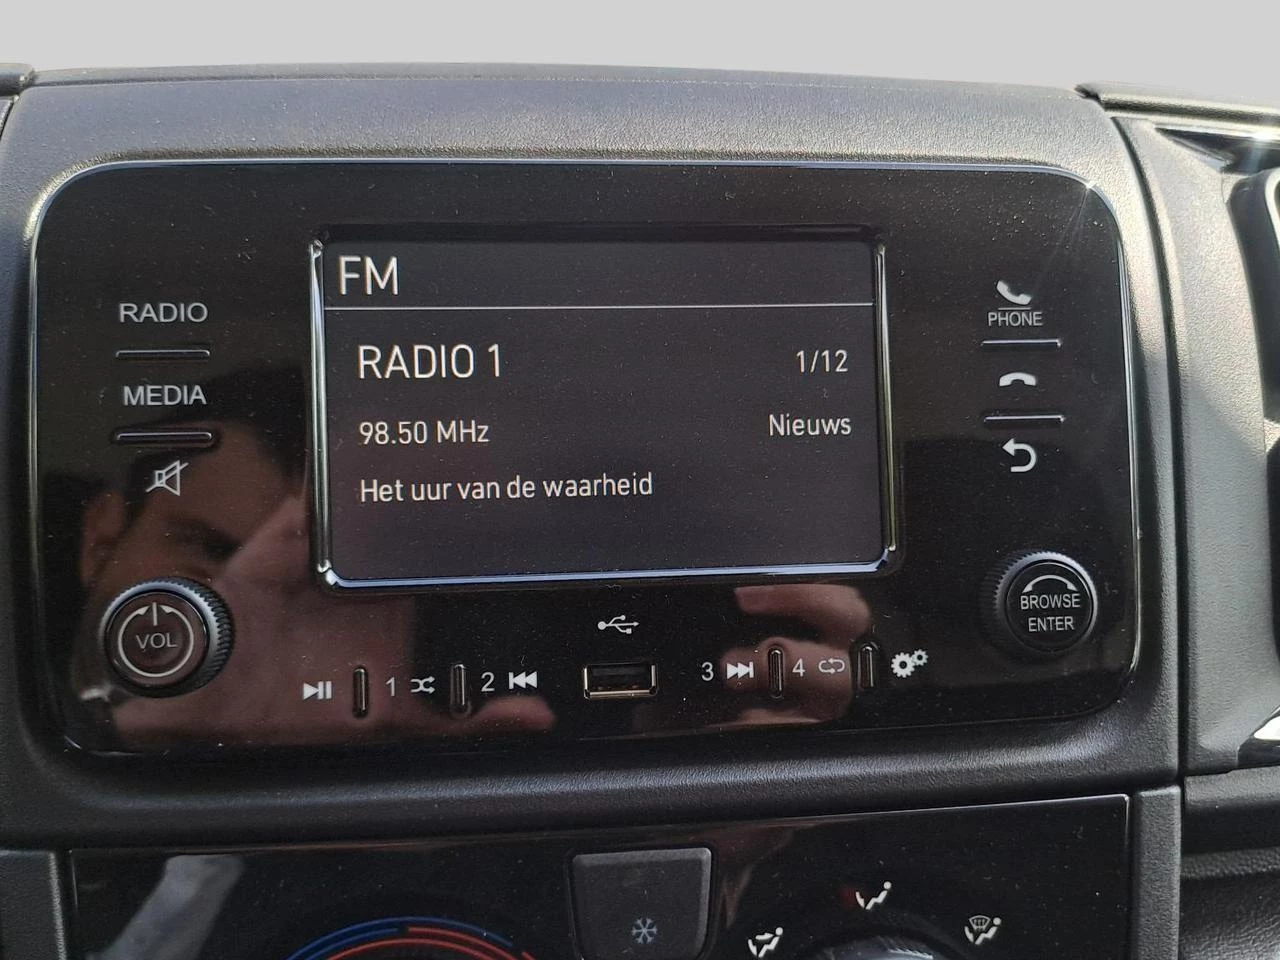 FM
RADIO 1 1/12
98.50 MHz Nieuws
Het uur van de waarheid
RADIO
MEDIA
PHONE
VOL
BROWSE
ENTER
1 2 3 4